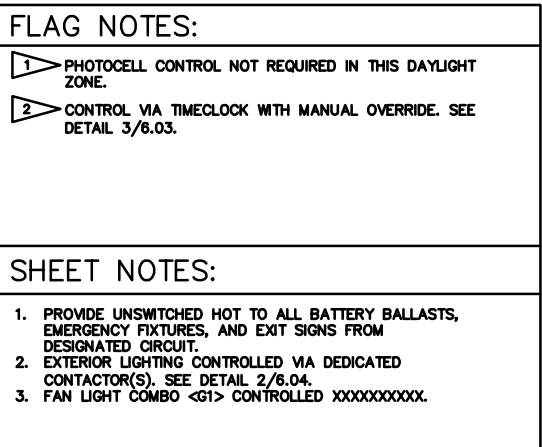 FLAG NOTES:
1 PHOTOCELL CONTROL NOT REQUIRED IN THIS DAYLIGHT
ZONE.
2 CONTROL VIA TIMECLOCK WITH MANUAL OVERRIDE. SEE
DETAIL 3/6.03.
SHEET NOTES:
1. PROVIDE UNSWITCHED HOT TO ALL BATTERY BALLASTS,
EMERGENCY FIXTURES, AND EXIT SIGNS FROM
DESIGNATED CIRCUIT.
2. EXTERIOR LIGHTING CONTROLLED VIA DEDICATED
CONTACTOR(S). SEE DETAIL 2/6.04.
3. FAN LIGHT COMBO <G1> CONTROLLED XXXXXXXXXX.